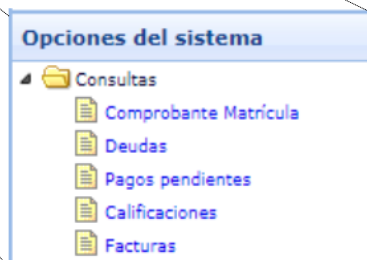 Opciones del sistema
Consultas
Comprobante Matrícula
Deudas
Pagos pendientes
Calificaciones
Facturas